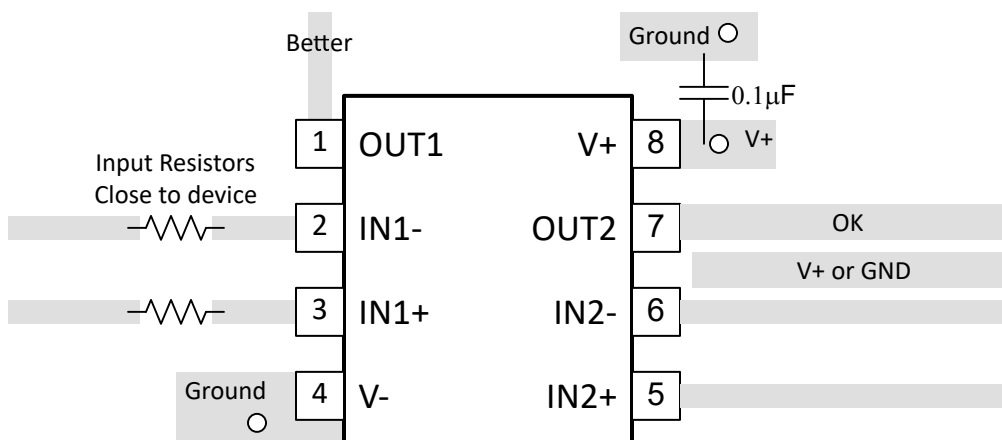 Better
Ground
0.1µF
1 OUT1
V+ 8
V+
Input Resistors
Close to device
2 IN1-
OUT2 7
OK
V+ or GND
3 IN1+
IN2- 6
Ground
4 V-
IN2+ 5